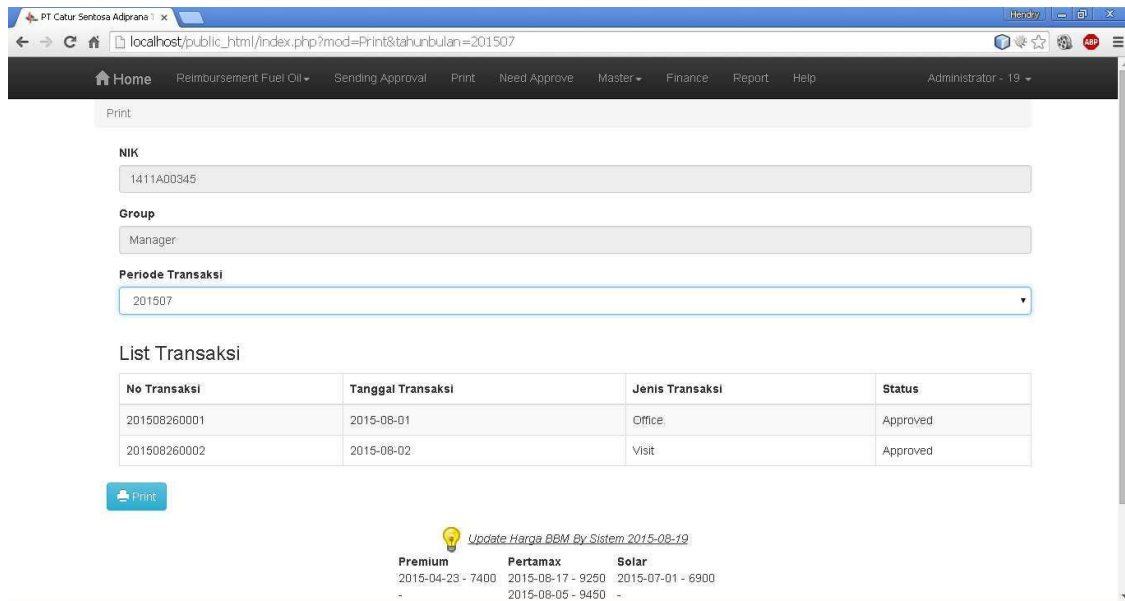 PT Catur Sentosa Adiprana
Hendry
localhost/public_html/index.php?mod=Print&tahunbulan=201507
ABP
Home Reimbursement Fuel Oil Sending Approval Print Need Approve Master Finance Report Help Administrator - 19
Print
NIK
1411A00345
Group
Manager
Periode Transaksi
201507
List Transaksi
No Transaksi Tanggal Transaksi Jenis Transaksi Status
201508260001 2015-08-01 Office Approved
201508260002 2015-08-02 Visit Approved
Print
Update Harga BBM By Sistem 2015-08-19
Premium Pertamax Solar
2015-04-23 - 7400 2015-08-17 - 9250 2015-07-01 - 6900
- 2015-08-05 - 9450 -